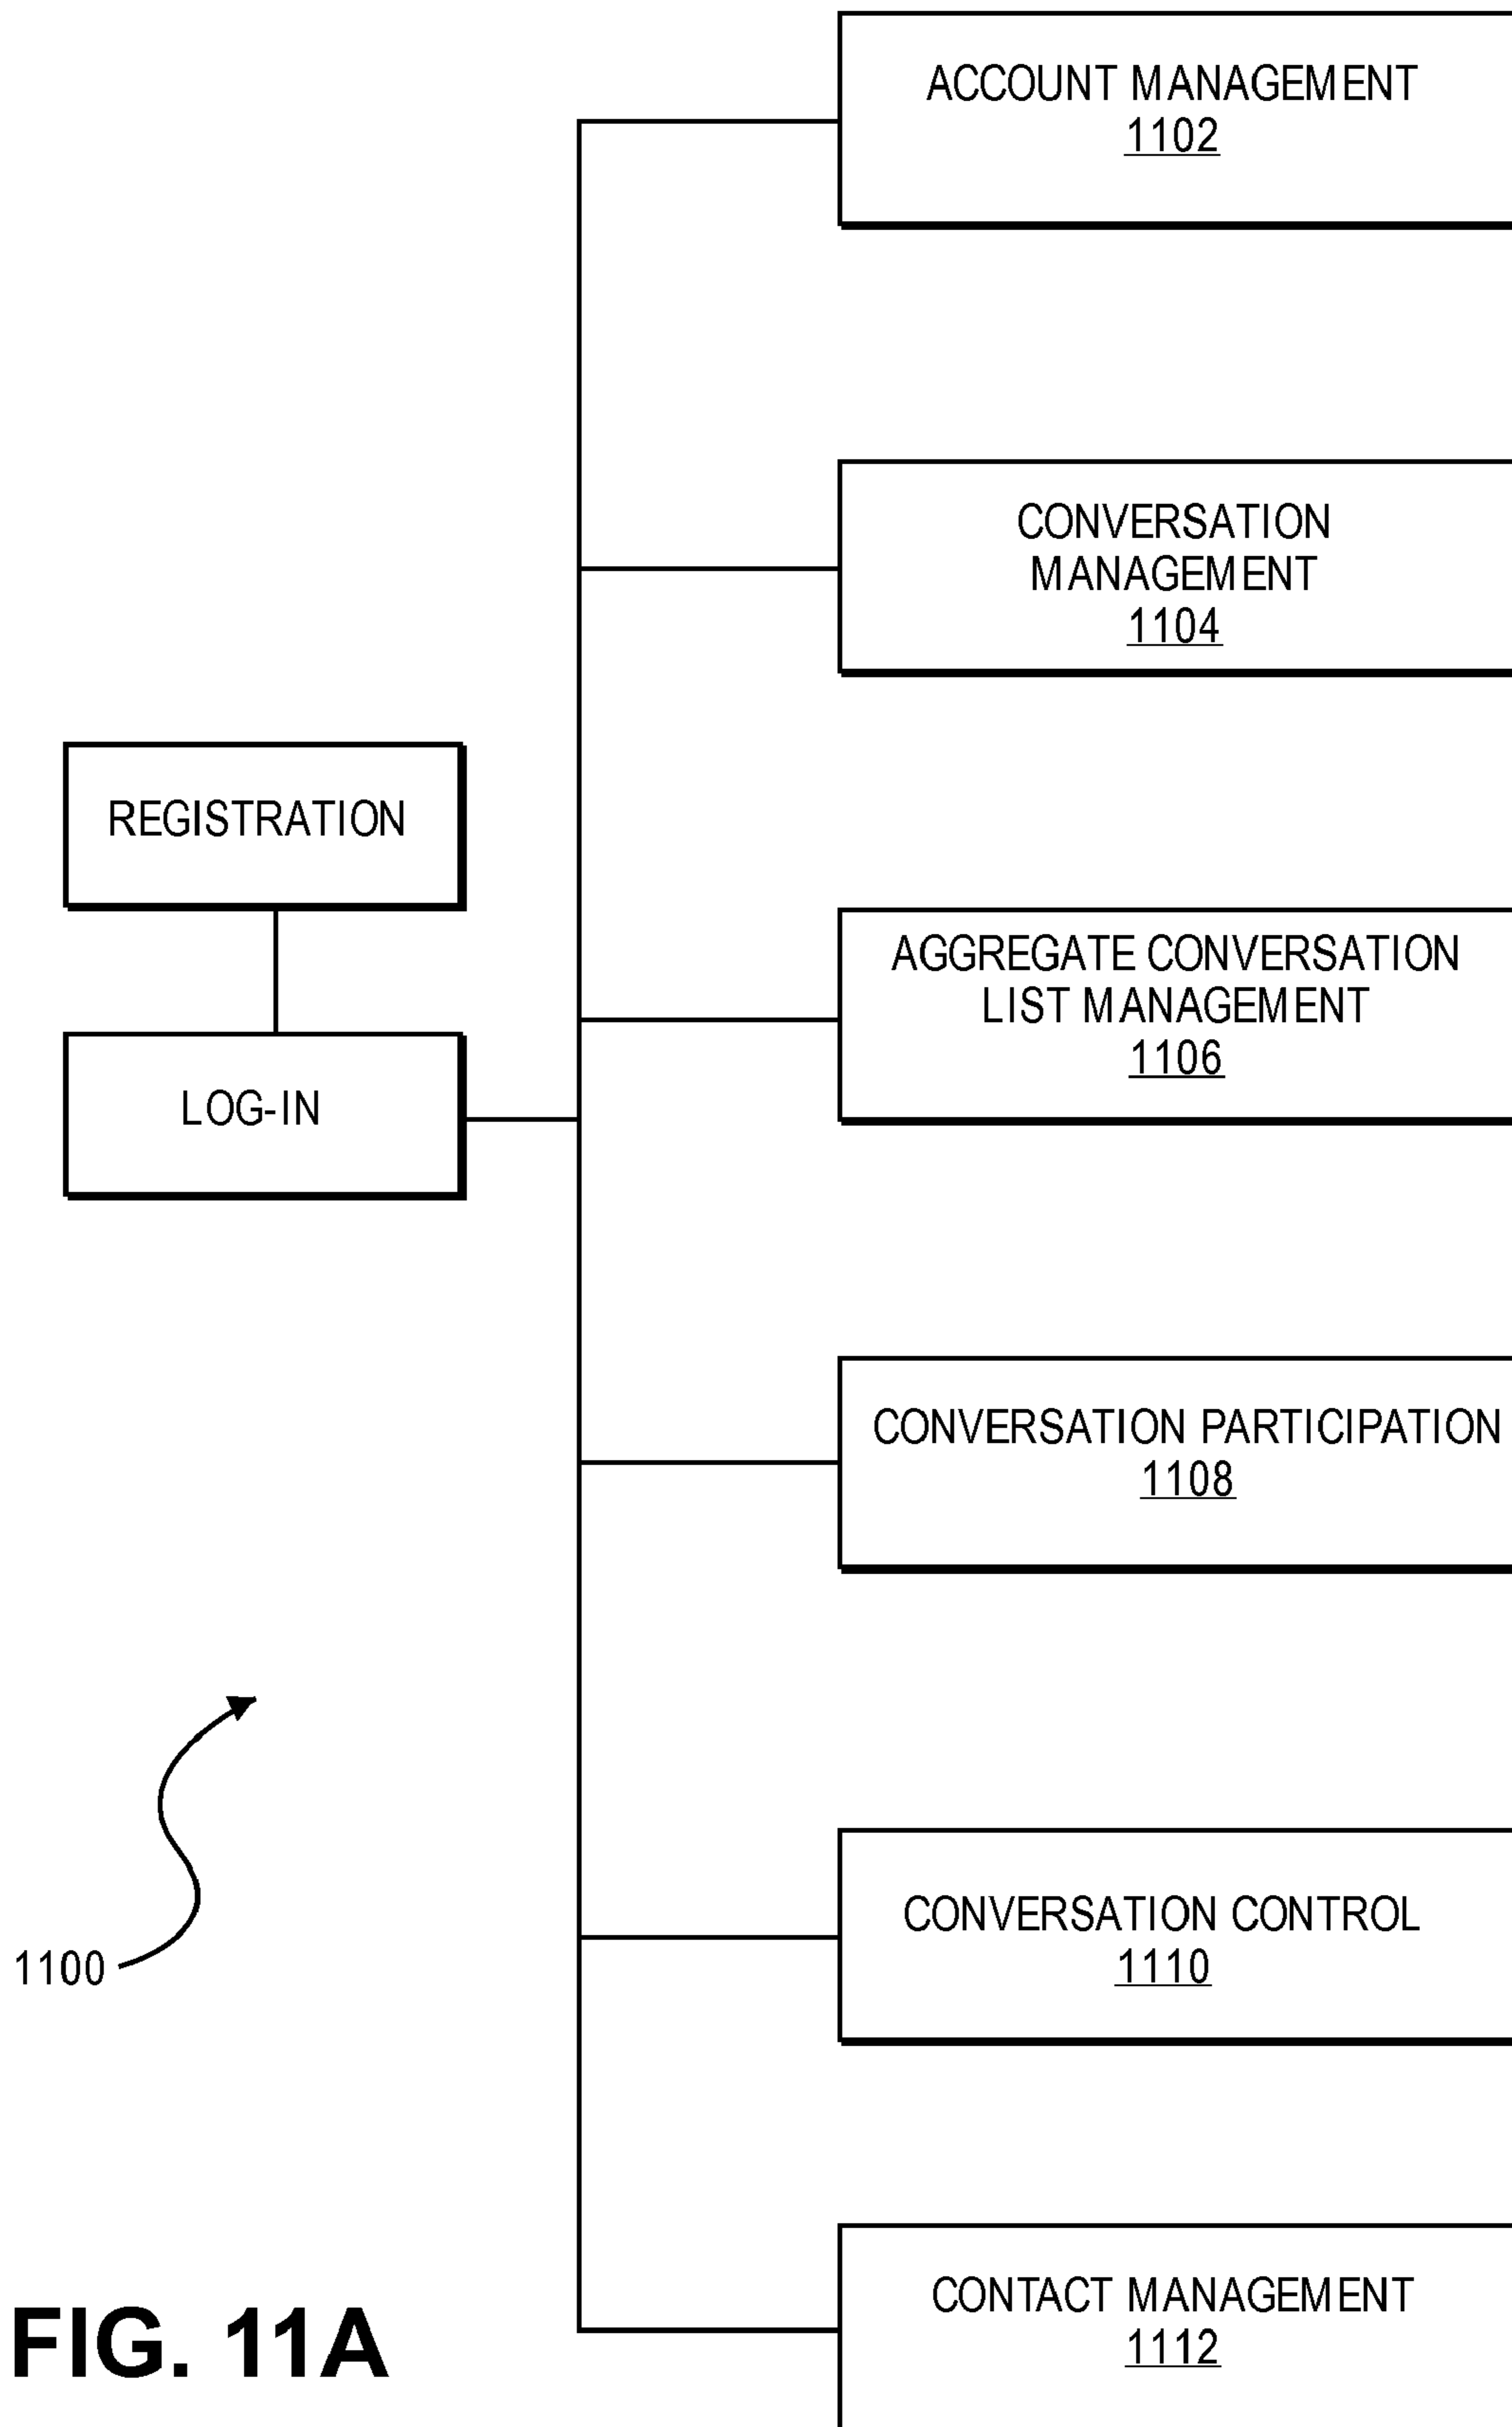 ACCOUNT MANAGEMENT
1102
CONVERSATION
MANAGEMENT
1104
REGISTRATION
AGGREGATE CONVERSATION
LIST MANAGEMENT
1106
LOG-IN
CONVERSATION PARTICIPATION
1108
CONVERSATION CONTROL
1110
1100
CONTACT MANAGEMENT
1112
FIG. 11A